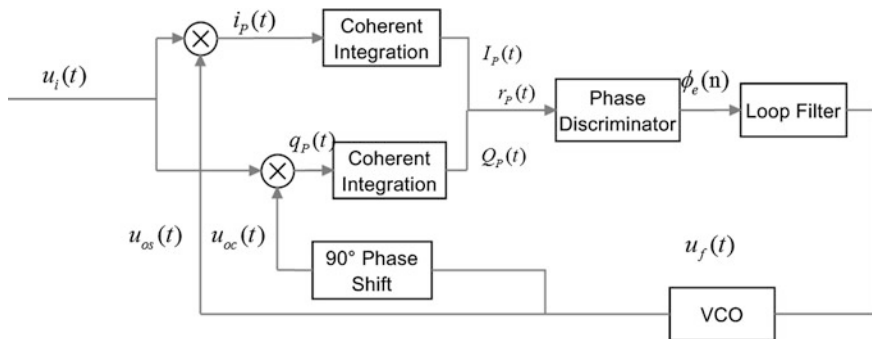 i_P(t)
Coherent
Integration
u_i(t)
I_P(t)
r_P(t)
Phase
Discriminator
ϕ_e(n)
Loop Filter
q_P(t)
Coherent
Integration
Q_P(t)
u_os(t)
u_oc(t)
90° Phase
Shift
u_f(t)
VCO